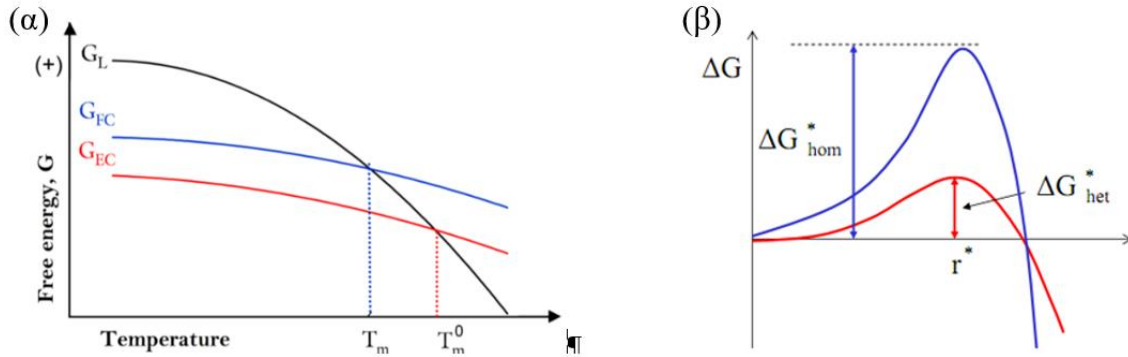 (α)
G_L
(+)
G_FC
G_EC
Free energy, G
Temperature
T_m
T_m^0
¶
(β)
ΔG
ΔG*_hom
ΔG*_het
r*